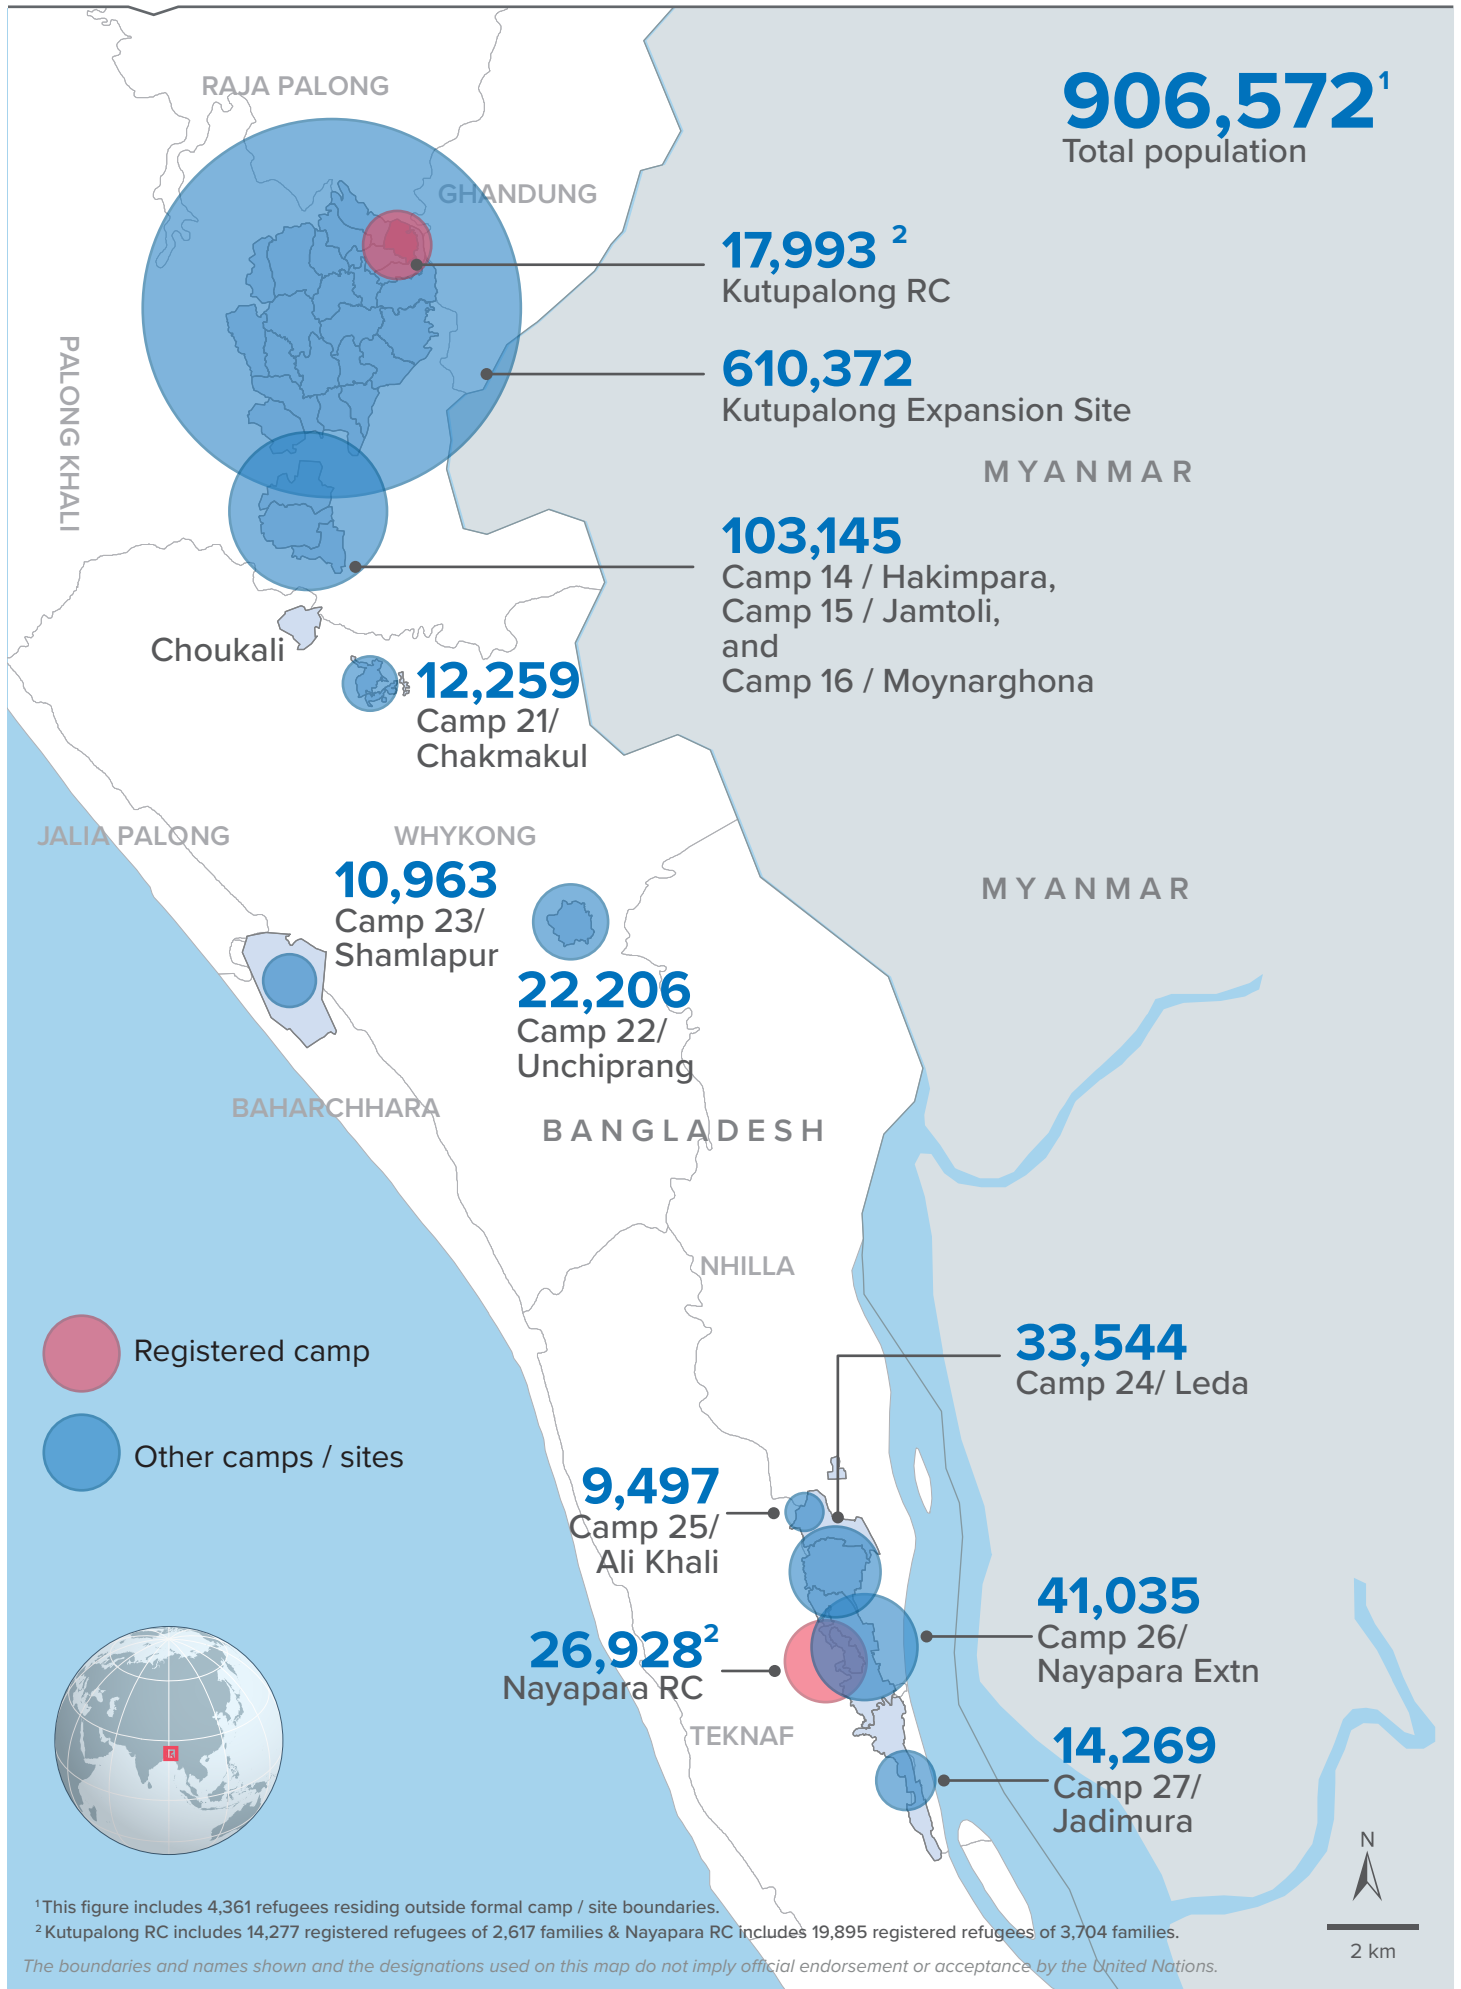 RAJA PALONG
906,572¹
Total population
GHANDUNG
17,993 ²
Kutupalong RC
PALONG KHALI
610,372
Kutupalong Expansion Site
MYANMAR
103,145
Camp 14 / Hakimpara,
Camp 15 / Jamtoli,
and
Camp 16 / Moynarghona
Choukali
12,259
Camp 21/
Chakmakul
JALIA PALONG
WHYKONG
10,963
Camp 23/
Shamlapur
MYANMAR
22,206
Camp 22/
Unchiprang
BAHARCHHARA
BANGLADESH
NHILLA
33,544
Camp 24/ Leda
Registered camp
Other camps / sites
9,497
Camp 25/
Ali Khali
41,035
Camp 26/
Nayapara Extn
26,928²
Nayapara RC
TEKNAF
14,269
Camp 27/
Jadimura
N
2 km
¹ This figure includes 4,361 refugees residing outside formal camp / site boundaries.
² Kutupalong RC includes 14,277 registered refugees of 2,617 families & Nayapara RC includes 19,895 registered refugees of 3,704 families.
The boundaries and names shown and the designations used on this map do not imply official endorsement or acceptance by the United Nations.